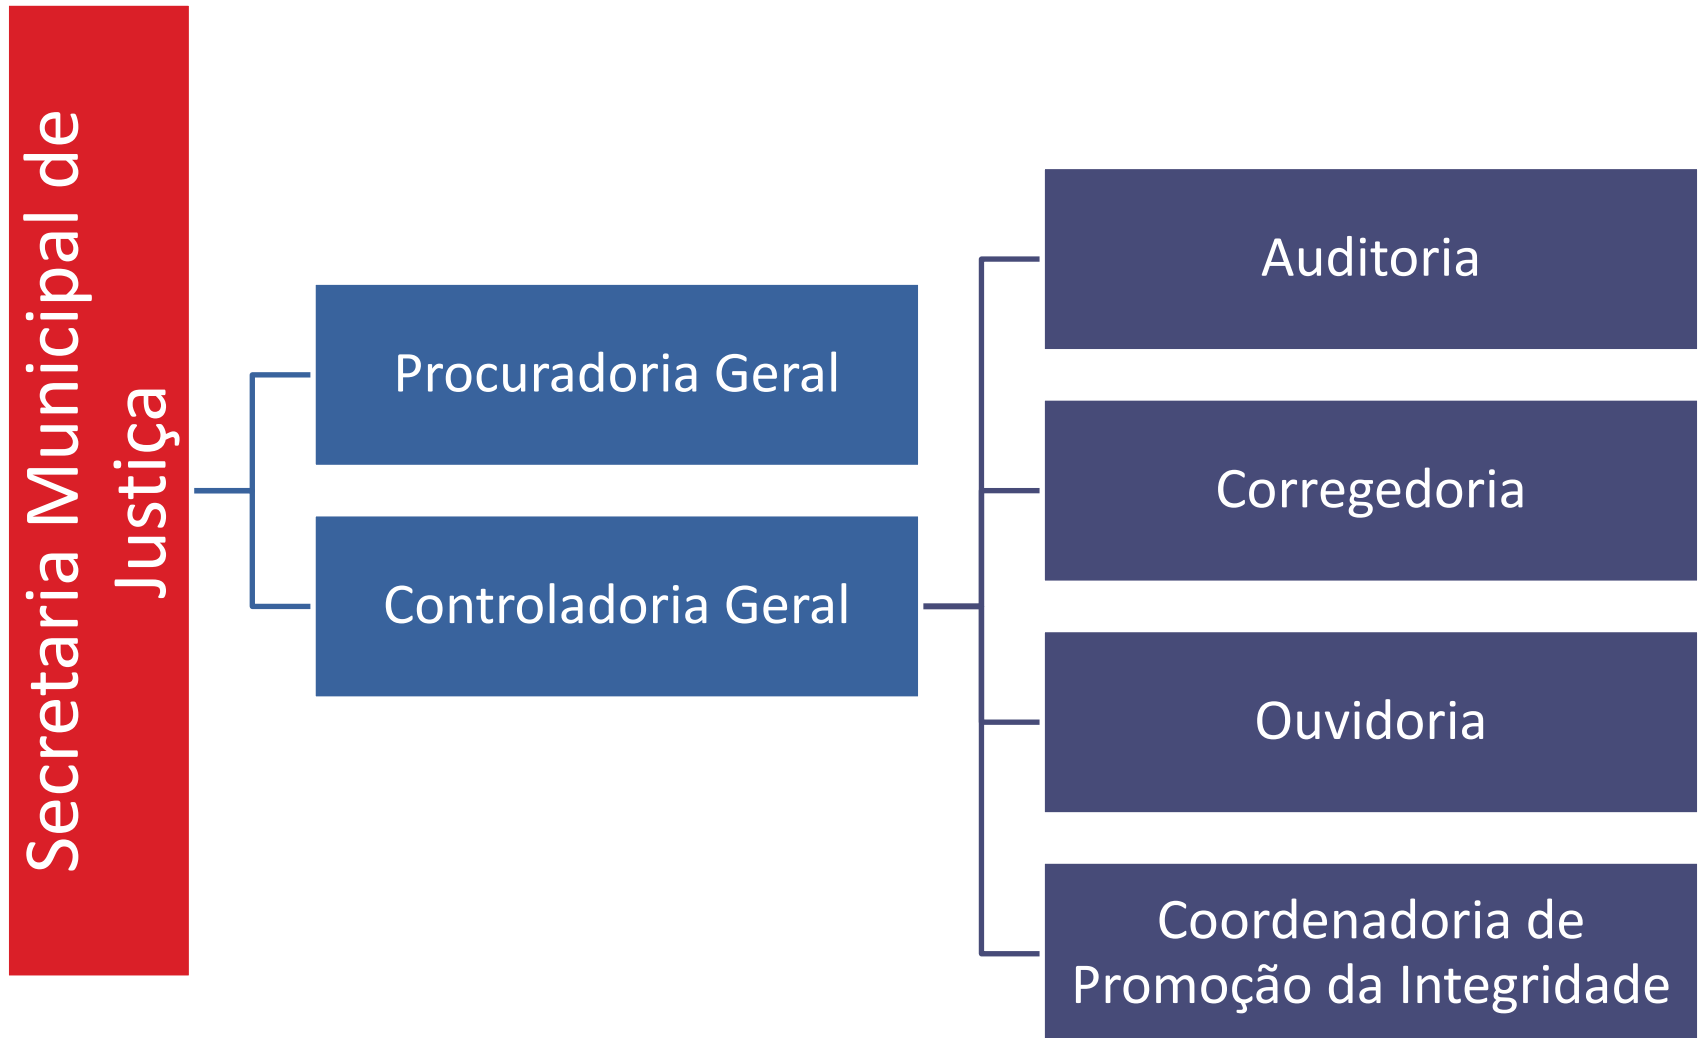 Secretaria Municipal de
Justiça
Procuradoria Geral
Controladoria Geral
Auditoria
Corregedoria
Ouvidoria
Coordenadoria de
Promoção da Integridade